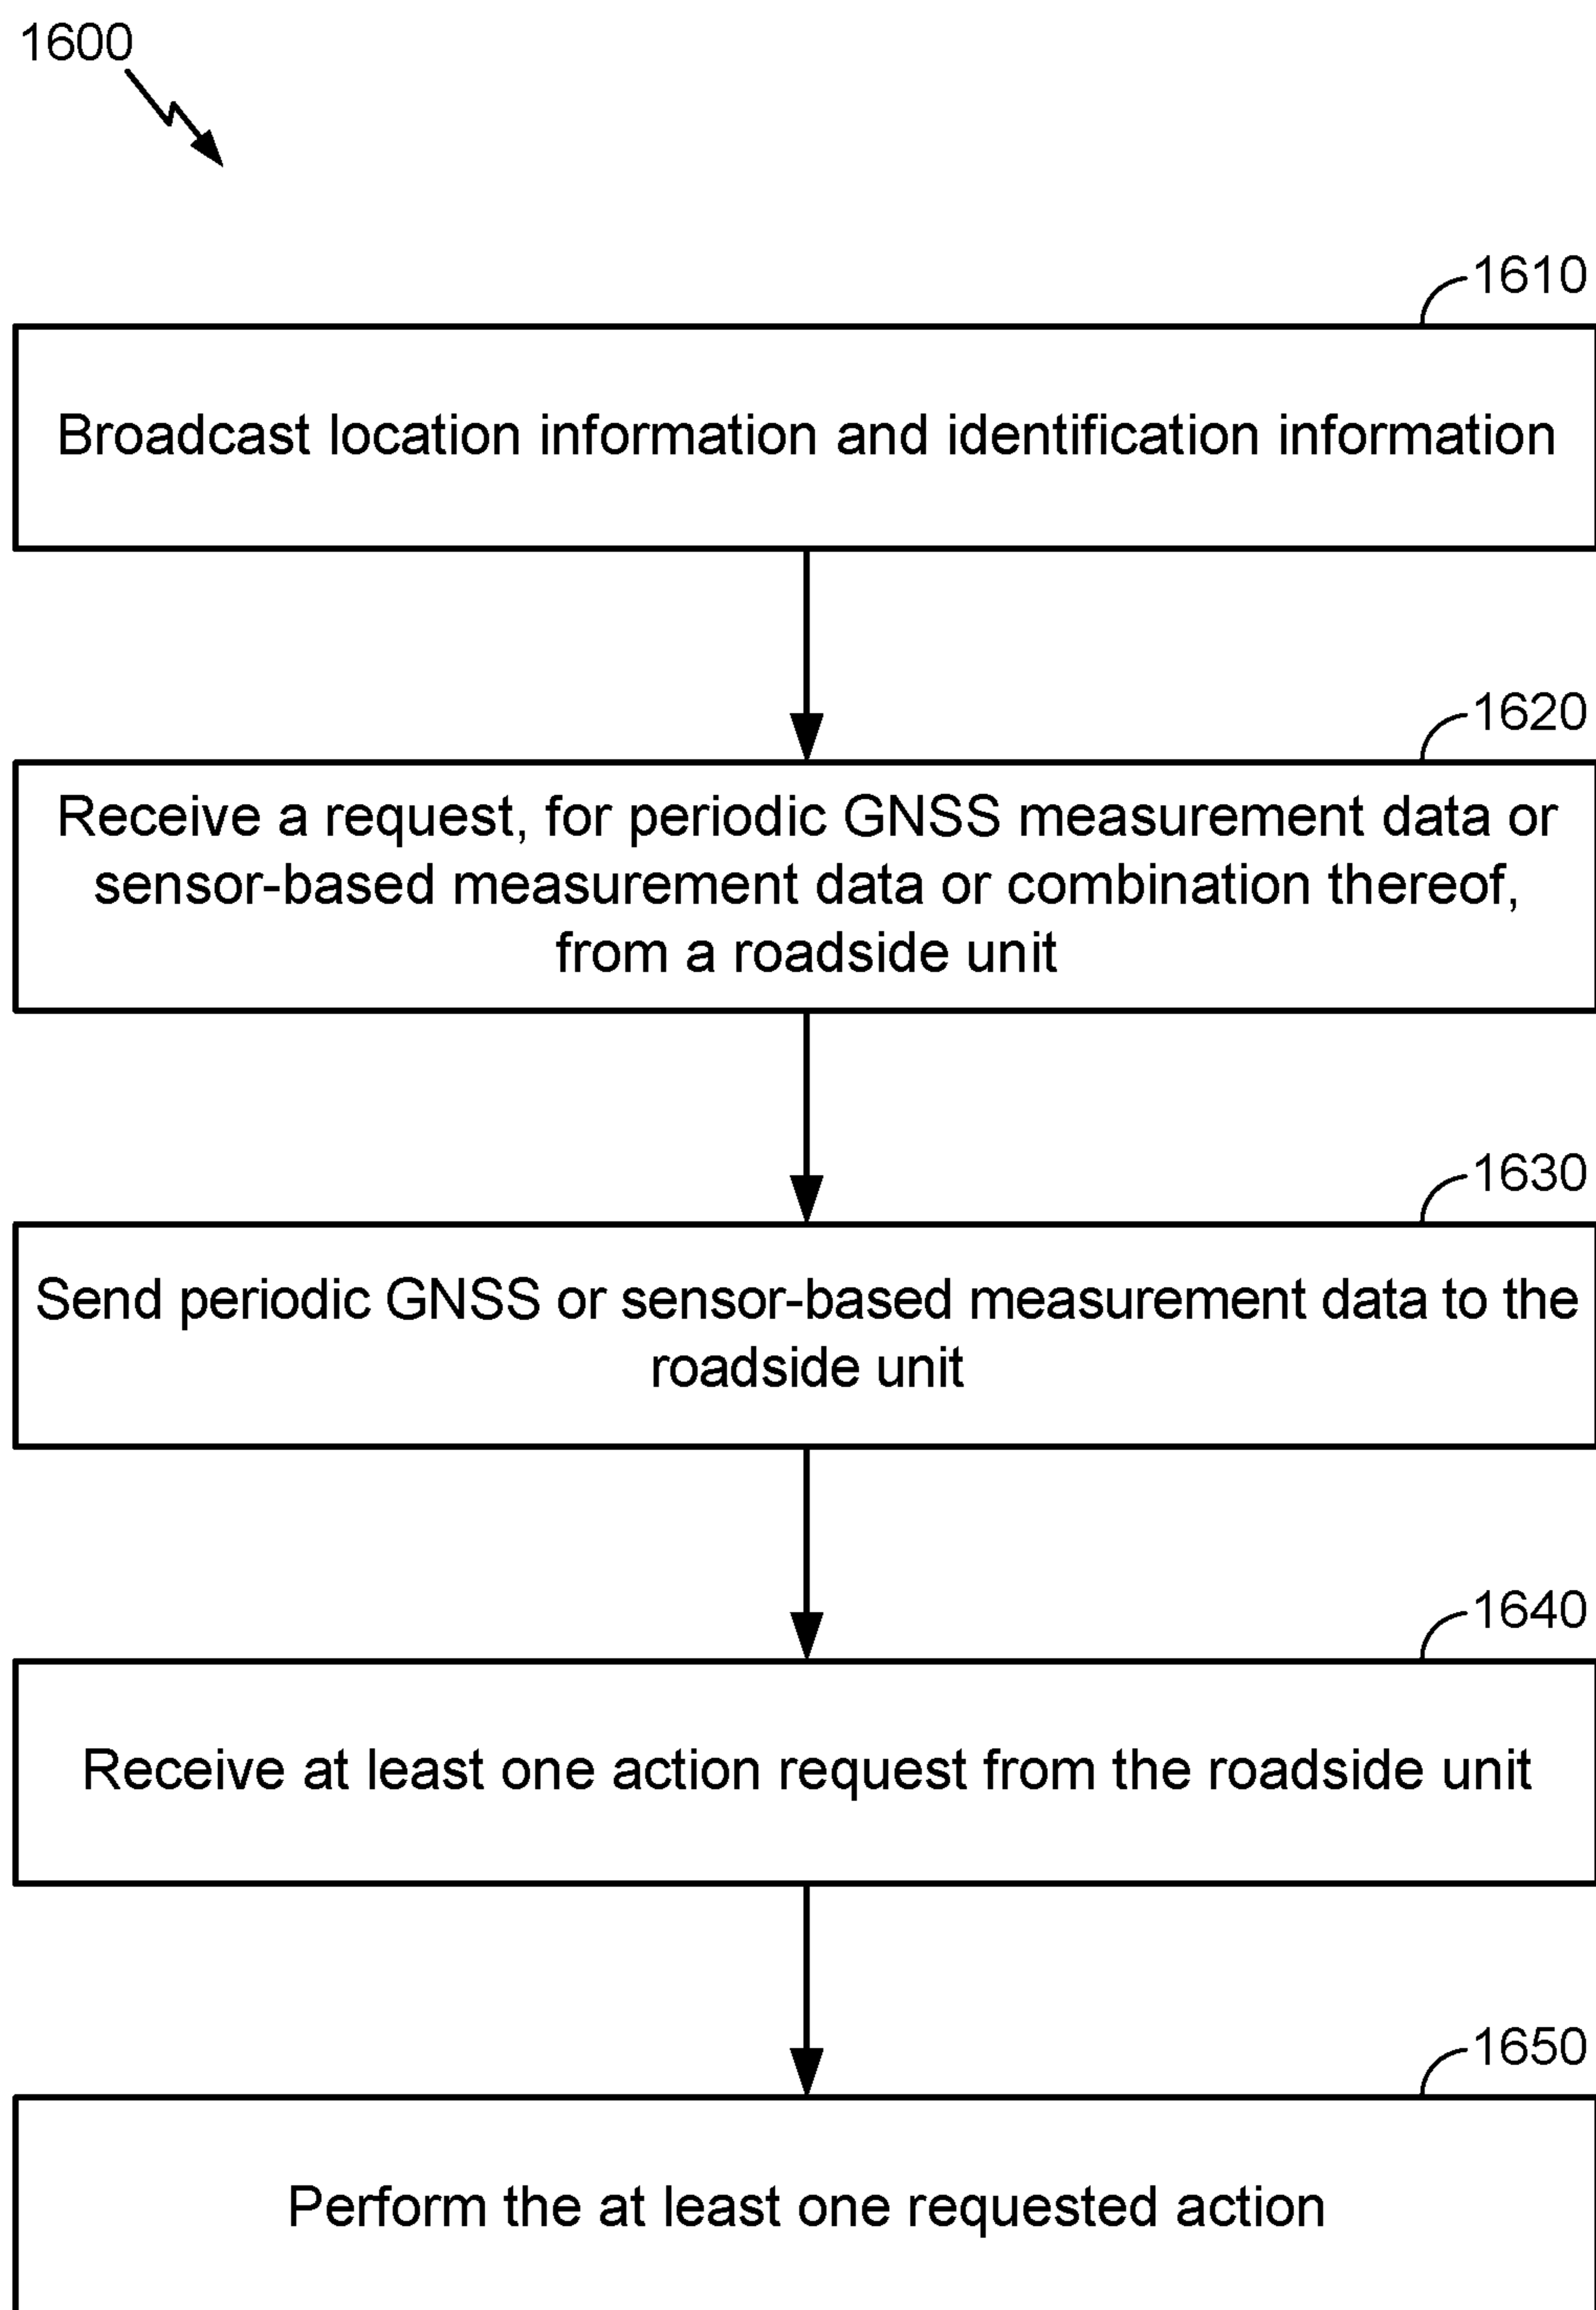 1600
1610
Broadcast location information and identification information
1620
Receive a request, for periodic GNSS measurement data or
sensor-based measurement data or combination thereof,
from a roadside unit
1630
Send periodic GNSS or sensor-based measurement data to the
roadside unit
1640
Receive at least one action request from the roadside unit
1650
Perform the at least one requested action